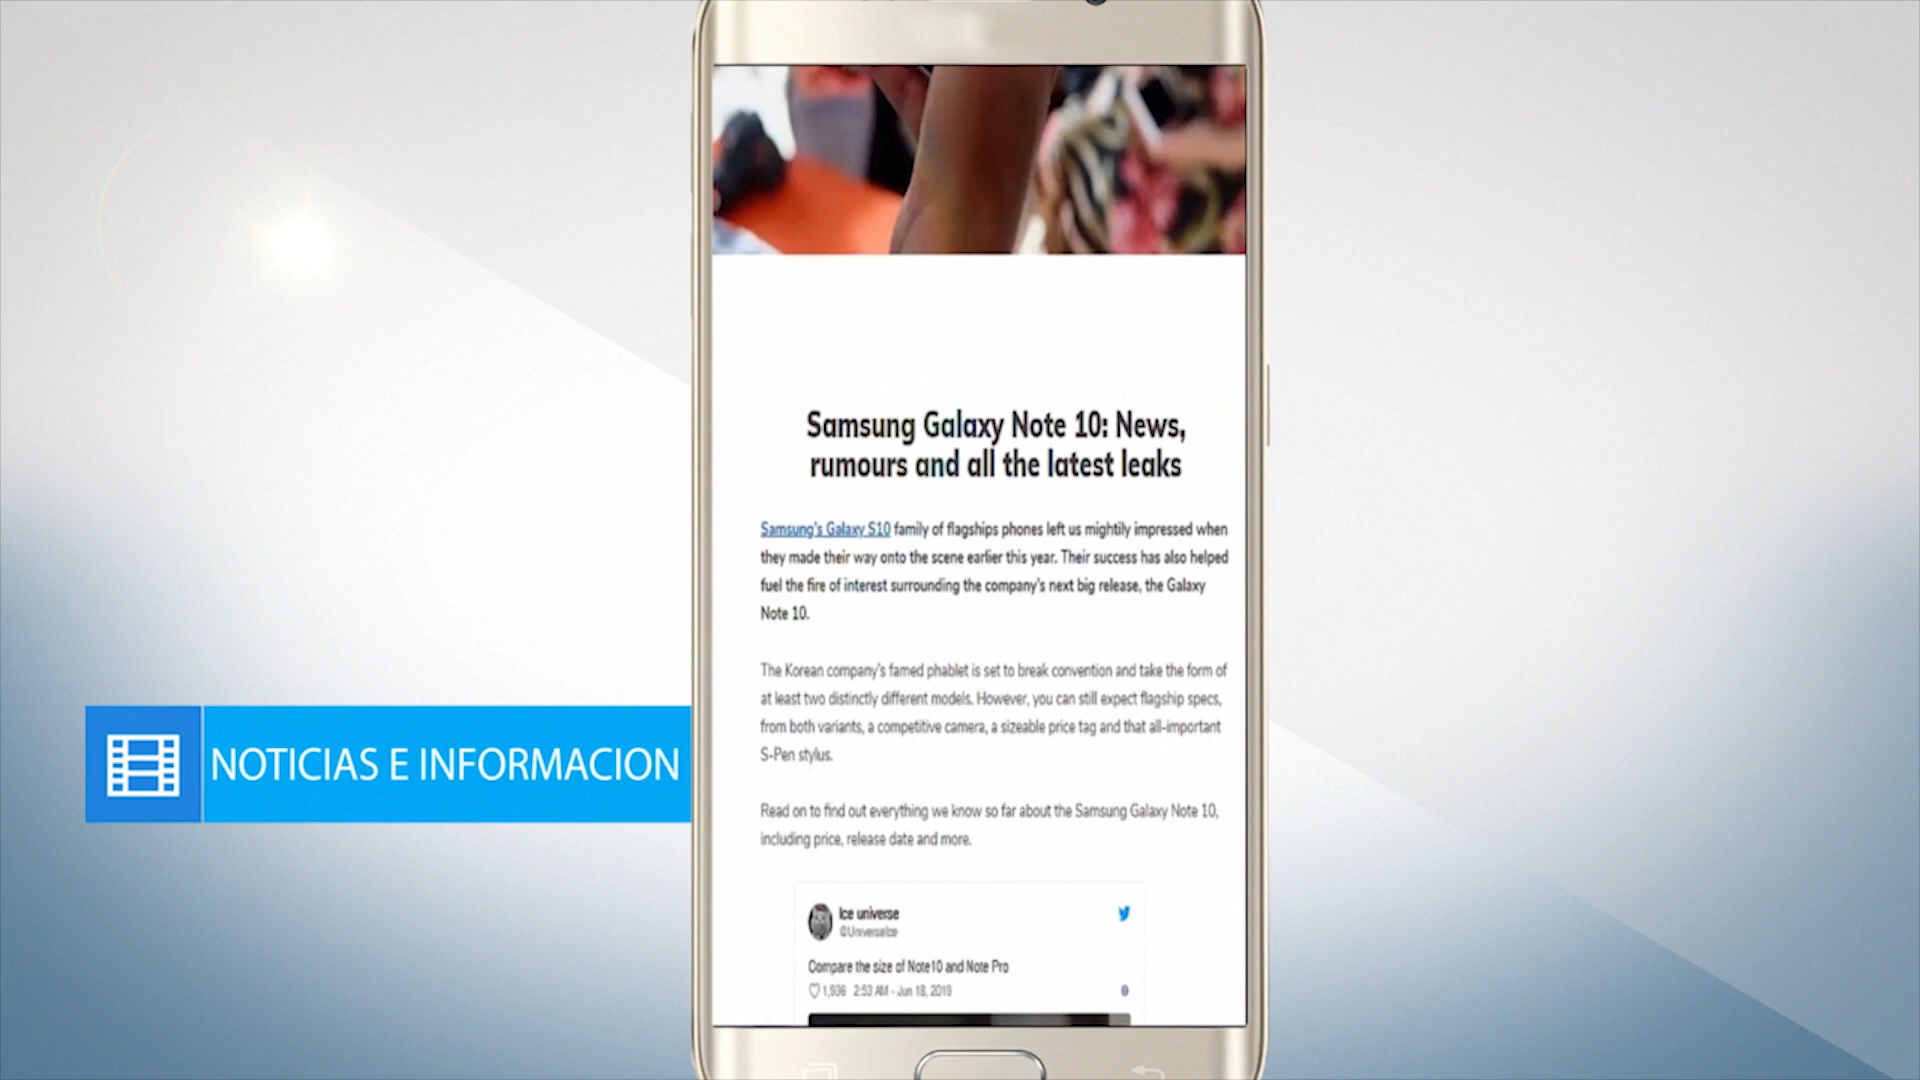 Samsung Galaxy Note 10: News,
rumours and all the latest leaks
Samsung's Galaxy S10 family of flagships phones left us mightily impressed when
they made their way onto the scene earlier this year. Their success has also helped
fuel the fire of interest surrounding the company's next big release, the Galaxy
Note 10.
The Korean company's famed phablet is set to break convention and take the form of
at least two distinctly different models. However, you can still expect flagship specs,
from both variants, a competitive camera, a sizeable price tag and that all-important
S-Pen stylus.
NOTICIAS E INFORMACION
Read on to find out everything we know so far about the Samsung Galaxy Note 10,
including price, release date and more.
Ice universe
@UniverseIce
Compare the size of Note10 and Note Pro
1,936 2:53 AM - Jun 18, 2019